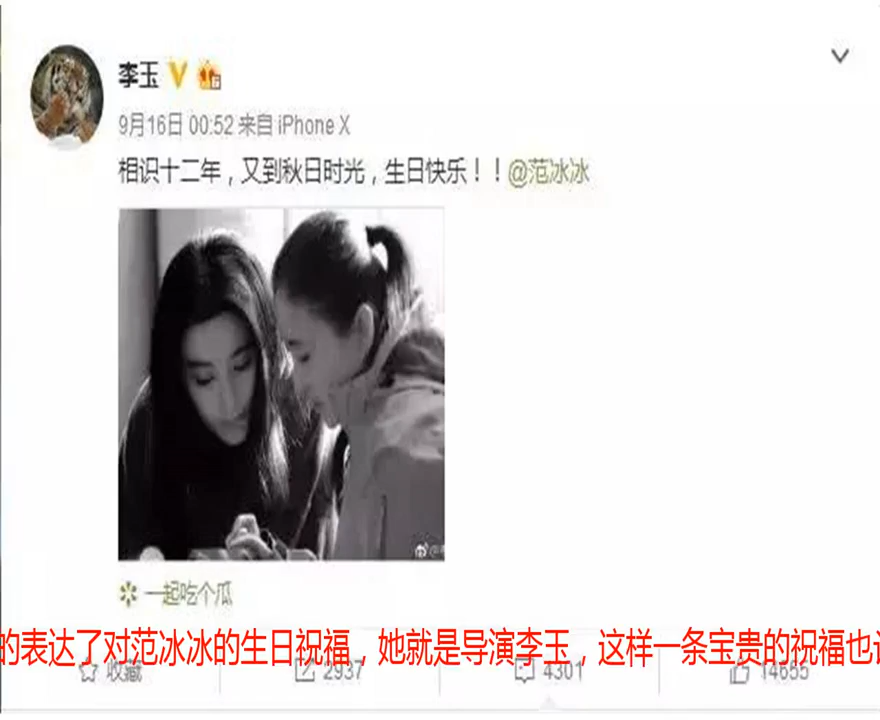 李玉
9月16日 00:52 来自 iPhone X
相识十二年，又到秋日时光，生日快乐！！@范冰冰
一起吃个瓜
的表达了对范冰冰的生日祝福，她就是导演李玉，这样一条宝贵的祝福也
收藏 2937 4301 14655